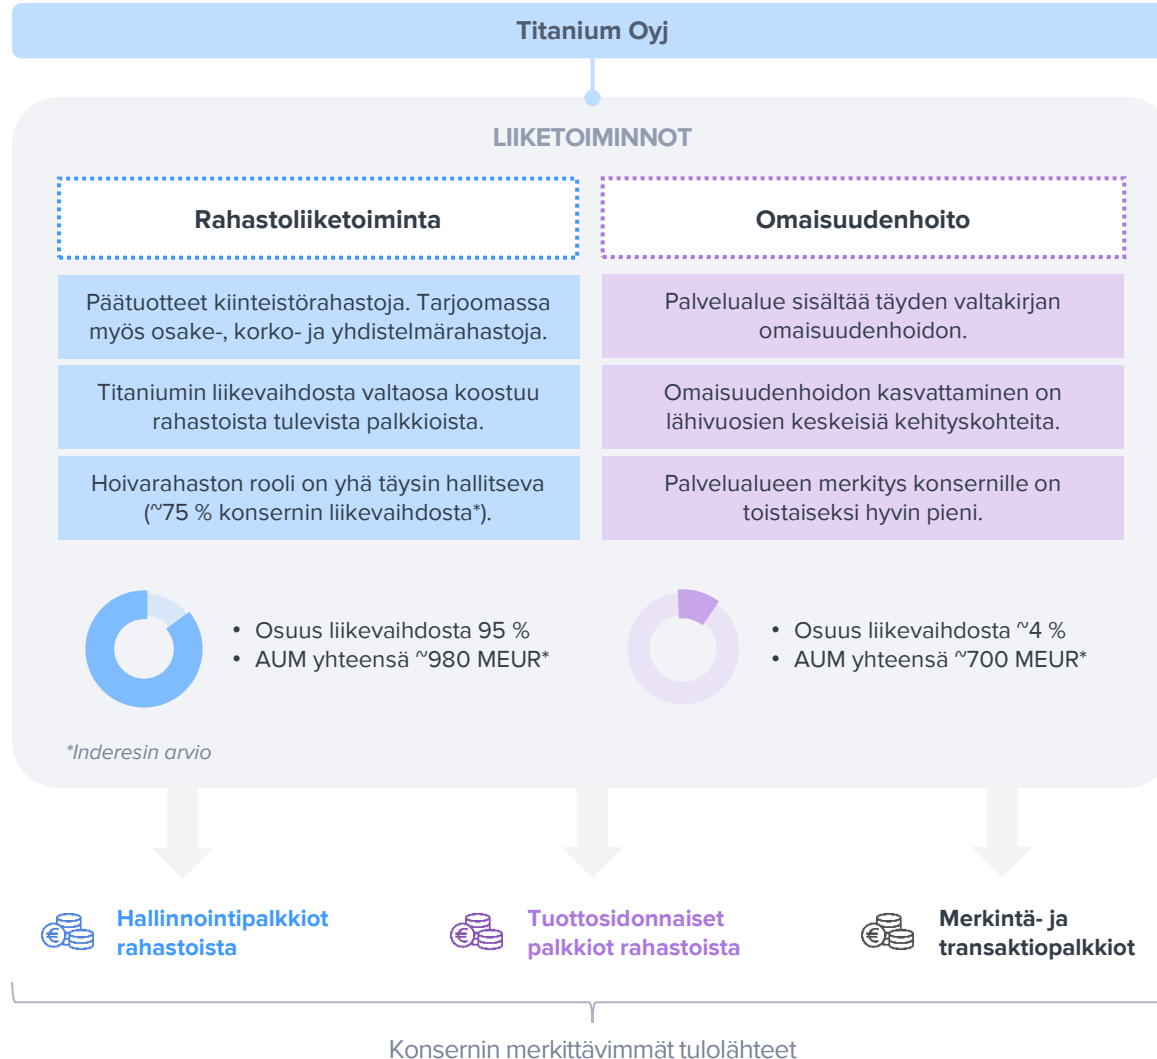 Titanium Oyj
LIIKETOIMINNOT
Rahastoliiketoiminta
Päätuotteet kiinteistörahastoja. Tarjoomassa
myös osake-, korko- ja yhdistelmärahastoja.
Titaniumin liikevaihdosta valtaosa koostuu
rahastoista tulevista palkkioista.
Hoivarahaston rooli on yhä täysin hallitseva
(~75 % konsernin liikevaihdosta*).
• Osuus liikevaihdosta 95 %
• AUM yhteensä ~980 MEUR*
Omaisuudenhoito
Palvelualue sisältää täyden valtakirjan
omaisuudenhoidon.
Omaisuudenhoidon kasvattaminen on
lähivuosien keskeisiä kehityskohteita.
Palvelualueen merkitys konsernille on
toistaiseksi hyvin pieni.
• Osuus liikevaihdosta ~4 %
• AUM yhteensä ~700 MEUR*
*Inderesin arvio
Hallinnointipalkkiot
rahastoista
Tuottosidonnaiset
palkkiot rahastoista
Merkintä- ja
transaktiopalkkiot
Konsernin merkittävimmät tulolähteet